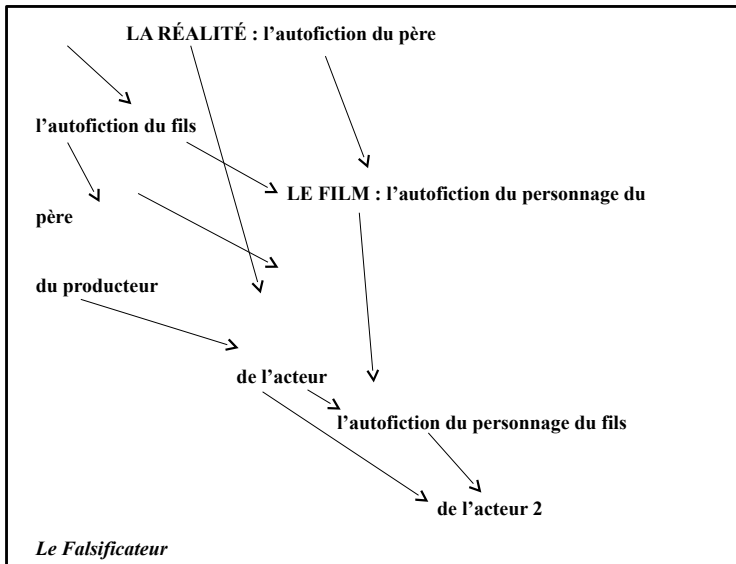 LA RÉALITÉ : l’autofiction du père
l’autofiction du fils
LE FILM : l’autofiction du personnage du
père
du producteur
de l’acteur
l’autofiction du personnage du fils
de l’acteur 2
Le Falsificateur